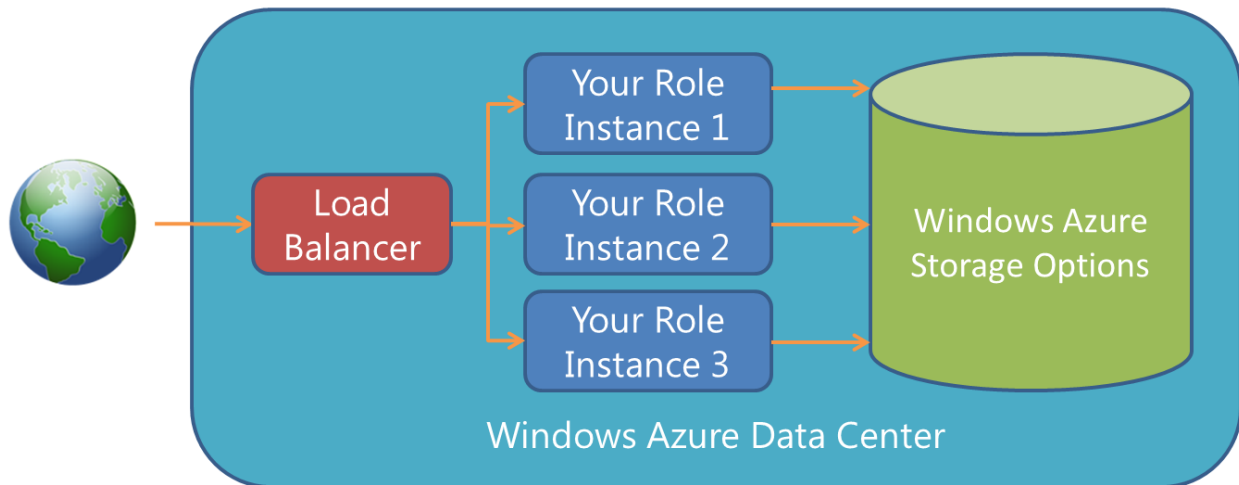 Your Role
Instance 1
Load
Balancer
Your Role
Instance 2
Your Role
Instance 3
Windows Azure
Storage Options
Windows Azure Data Center